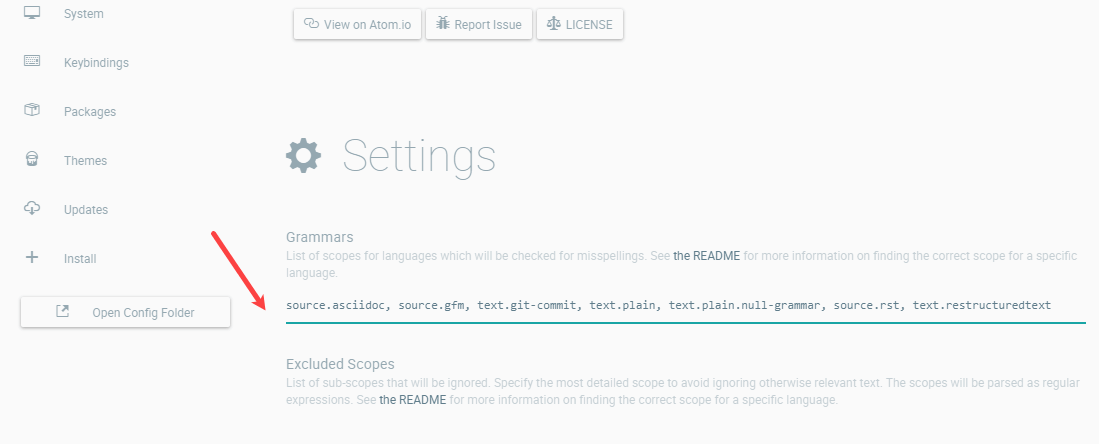 System
View on Atom.io
Report Issue
LICENSE
Keybindings
Packages
Themes
Updates
Install
Open Config Folder
Settings
Grammars
List of scopes for languages which will be checked for misspellings. See the README for more information on finding the correct scope for a specific
language.
source.asciidoc, source.gfm, text.git-commit, text.plain, text.plain.null-grammar, source.rst, text.restructuredtext
Excluded Scopes
List of sub-scopes that will be ignored. Specify the most detailed scope to avoid ignoring otherwise relevant text. The scopes will be parsed as regular
expressions. See the README for more information on finding the correct scope for a specific language.